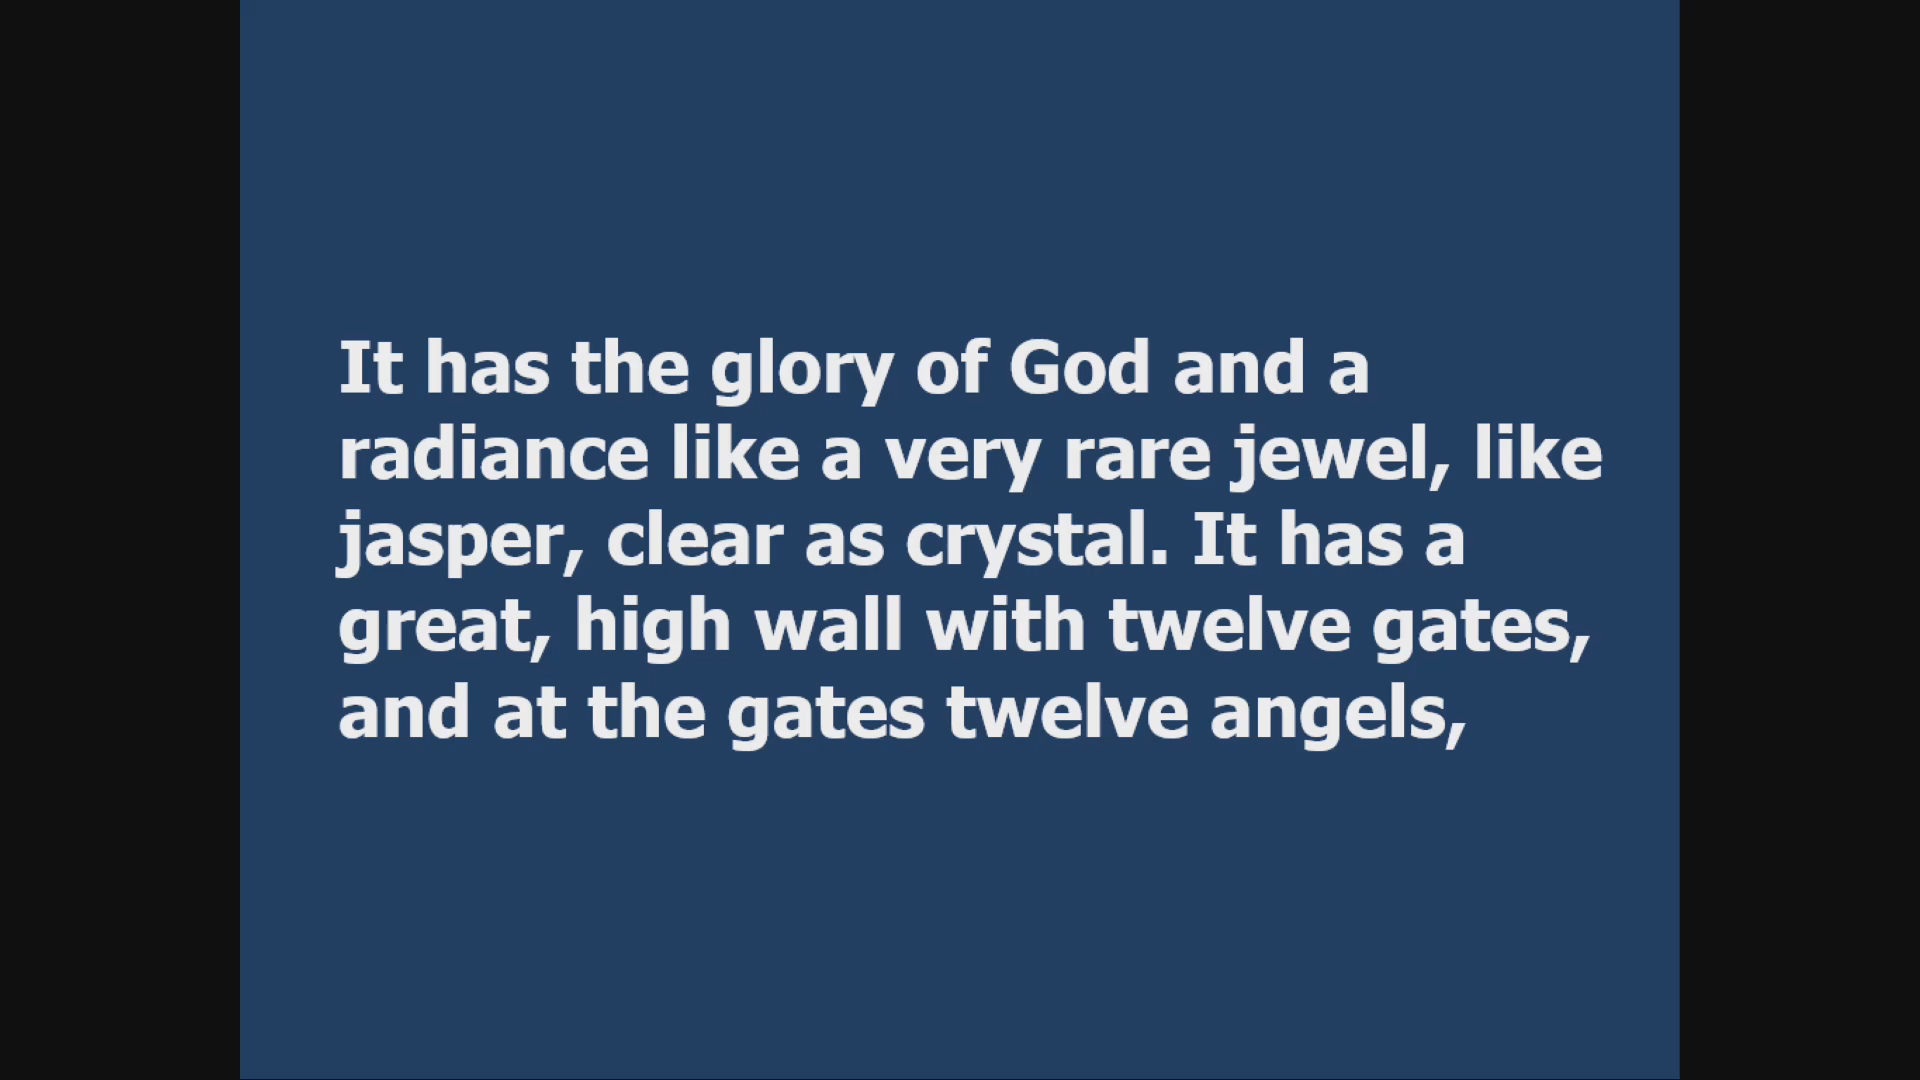 It has the glory of God and a
radiance like a very rare jewel, like
jasper, clear as crystal. It has a
great, high wall with twelve gates,
and at the gates twelve angels,